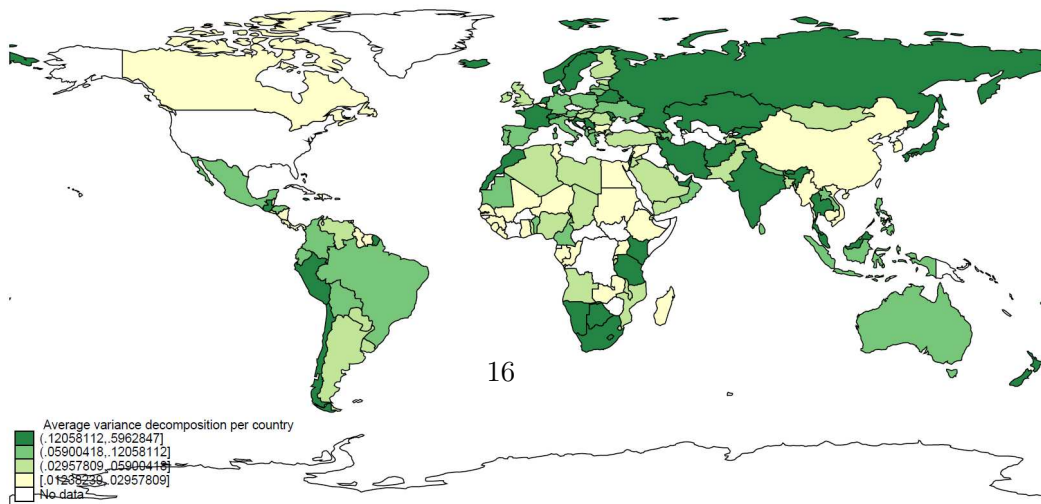 16
Average variance decomposition per country
(.12058112,.5962847]
(.05900418,.12058112]
(.02957809,.05900418]
[.01238239,.02957809]
No data